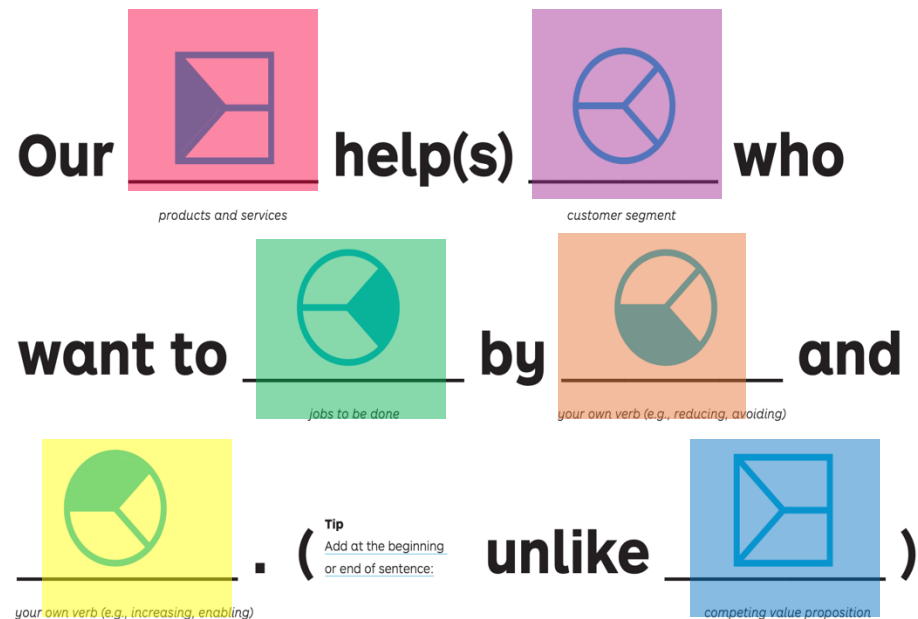 Our help(s) who
products and services customer segment
want to by and
jobs to be done your own verb (e.g., reducing, avoiding)
. ( Tip
Add at the beginning
or end of sentence:
unlike )
your own verb (e.g., increasing, enabling) competing value proposition